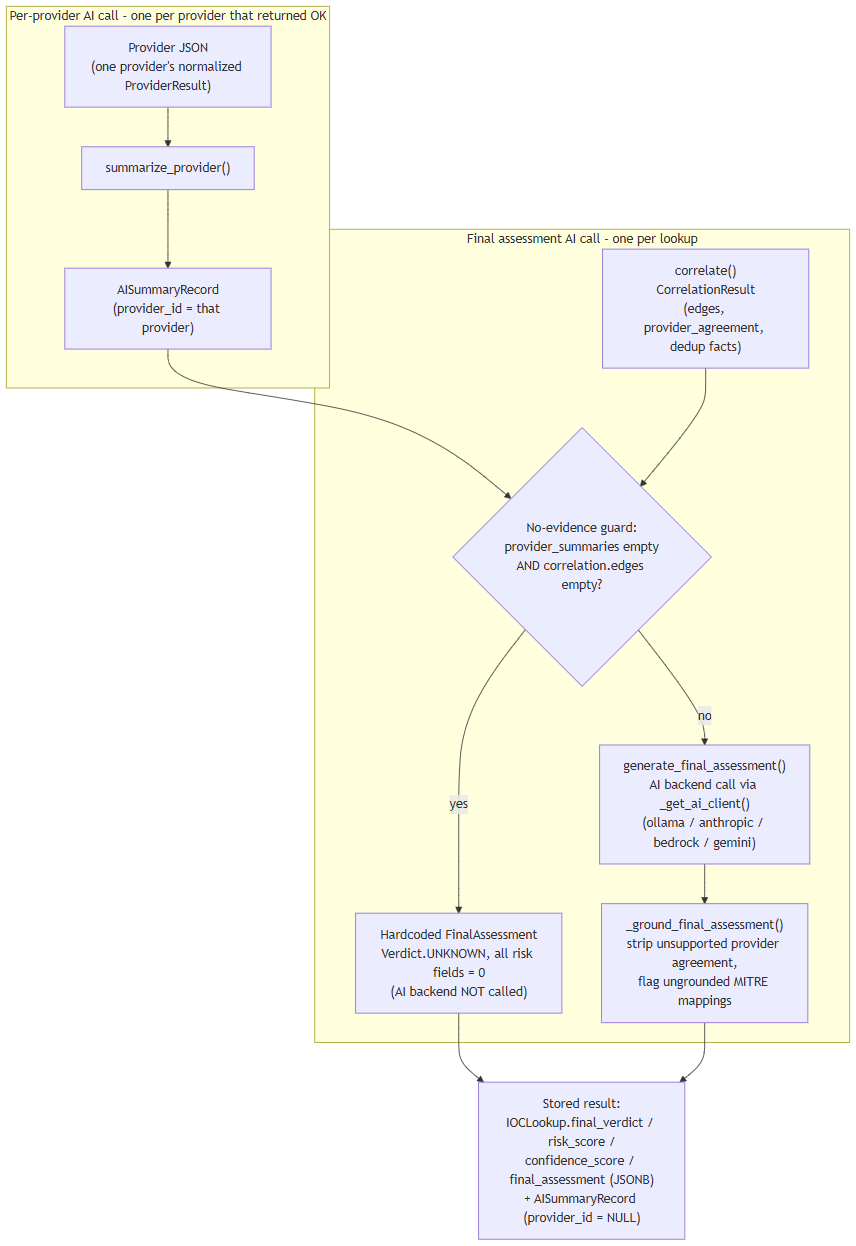 Per-provider AI call - one per provider that returned OK
Provider JSON
(one provider's normalized
ProviderResult)
summarize_provider()
AISummaryRecord
(provider_id = that
provider)
Final assessment AI call - one per lookup
correlate()
CorrelationResult
(edges,
provider_agreement,
dedup facts)
No-evidence guard:
provider_summaries empty
AND correlation.edges
empty?
no
yes
generate_final_assessment()
AI backend call via
_get_ai_client()
(ollama / anthropic /
bedrock / gemini)
Hardcoded FinalAssessment
Verdict.UNKNOWN, all risk
fields = 0
(AI backend NOT called)
_ground_final_assessment()
strip unsupported provider
agreement,
flag ungrounded MITRE
mappings
Stored result:
IOCLookup.final_verdict /
risk_score /
confidence_score /
final_assessment (JSONB)
+ AISummaryRecord
(provider_id = NULL)